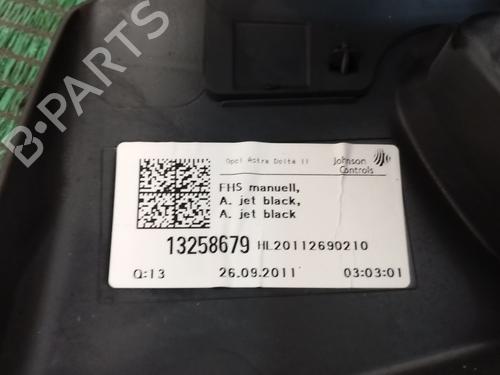 B-PARTS
Opel Astra Delta II
Johnson
Controls
FHS manuell,
A. jet black,
A. jet black
13258679 HL20112690210
Q:13 26.09.2011 03:03:01
B-PARTS